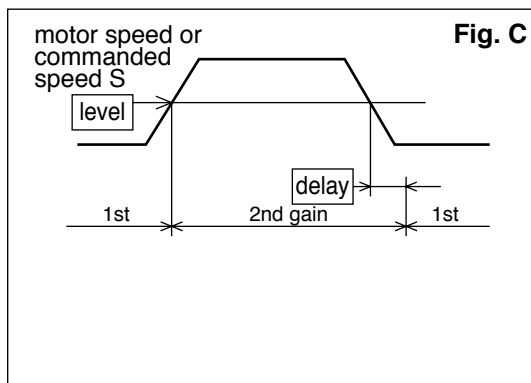 Fig. C
motor speed or
commanded
speed S
level
delay
1st
2nd gain
1st